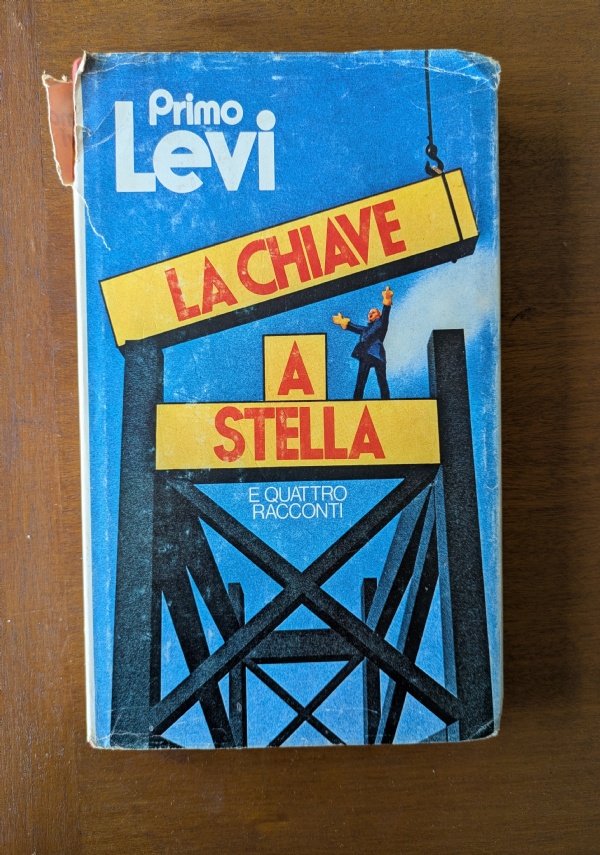 Primo
Levi
LA CHIAVE
A
STELLA
E QUATTRO
RACCONTI